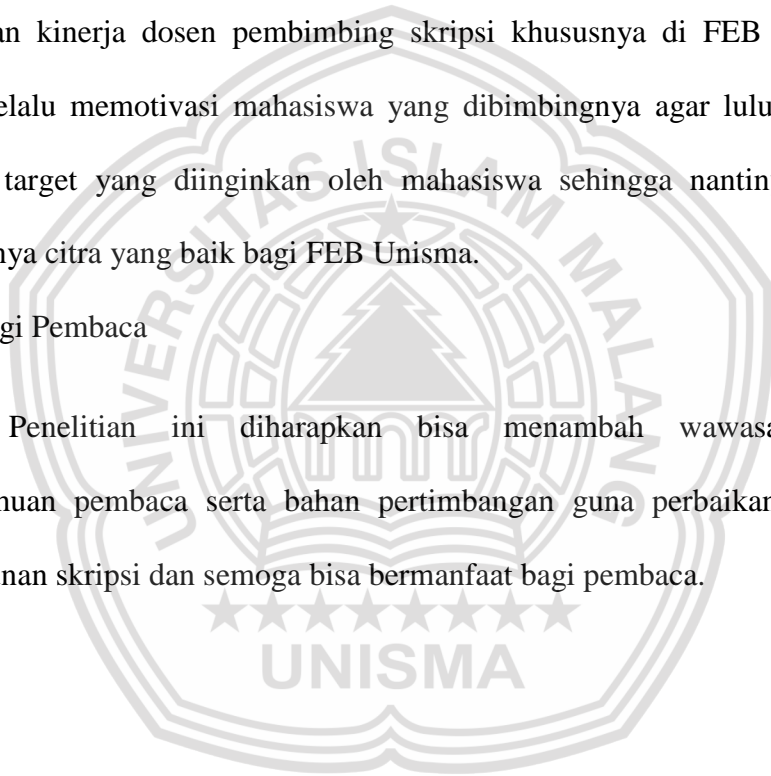 an kinerja dosen pembimbing skripsi khususnya di FEB
elalu memotivasi mahasiswa yang dibimbingnya agar lulu
target yang diinginkan oleh mahasiswa sehingga nantin
nya citra yang baik bagi FEB Unisma.
gi Pembaca
Penelitian ini diharapkan bisa menambah wawasa
nuan pembaca serta bahan pertimbangan guna perbaikan
nan skripsi dan semoga bisa bermanfaat bagi pembaca.
UNIVERSITAS ISLAM MALANG
UNISMA